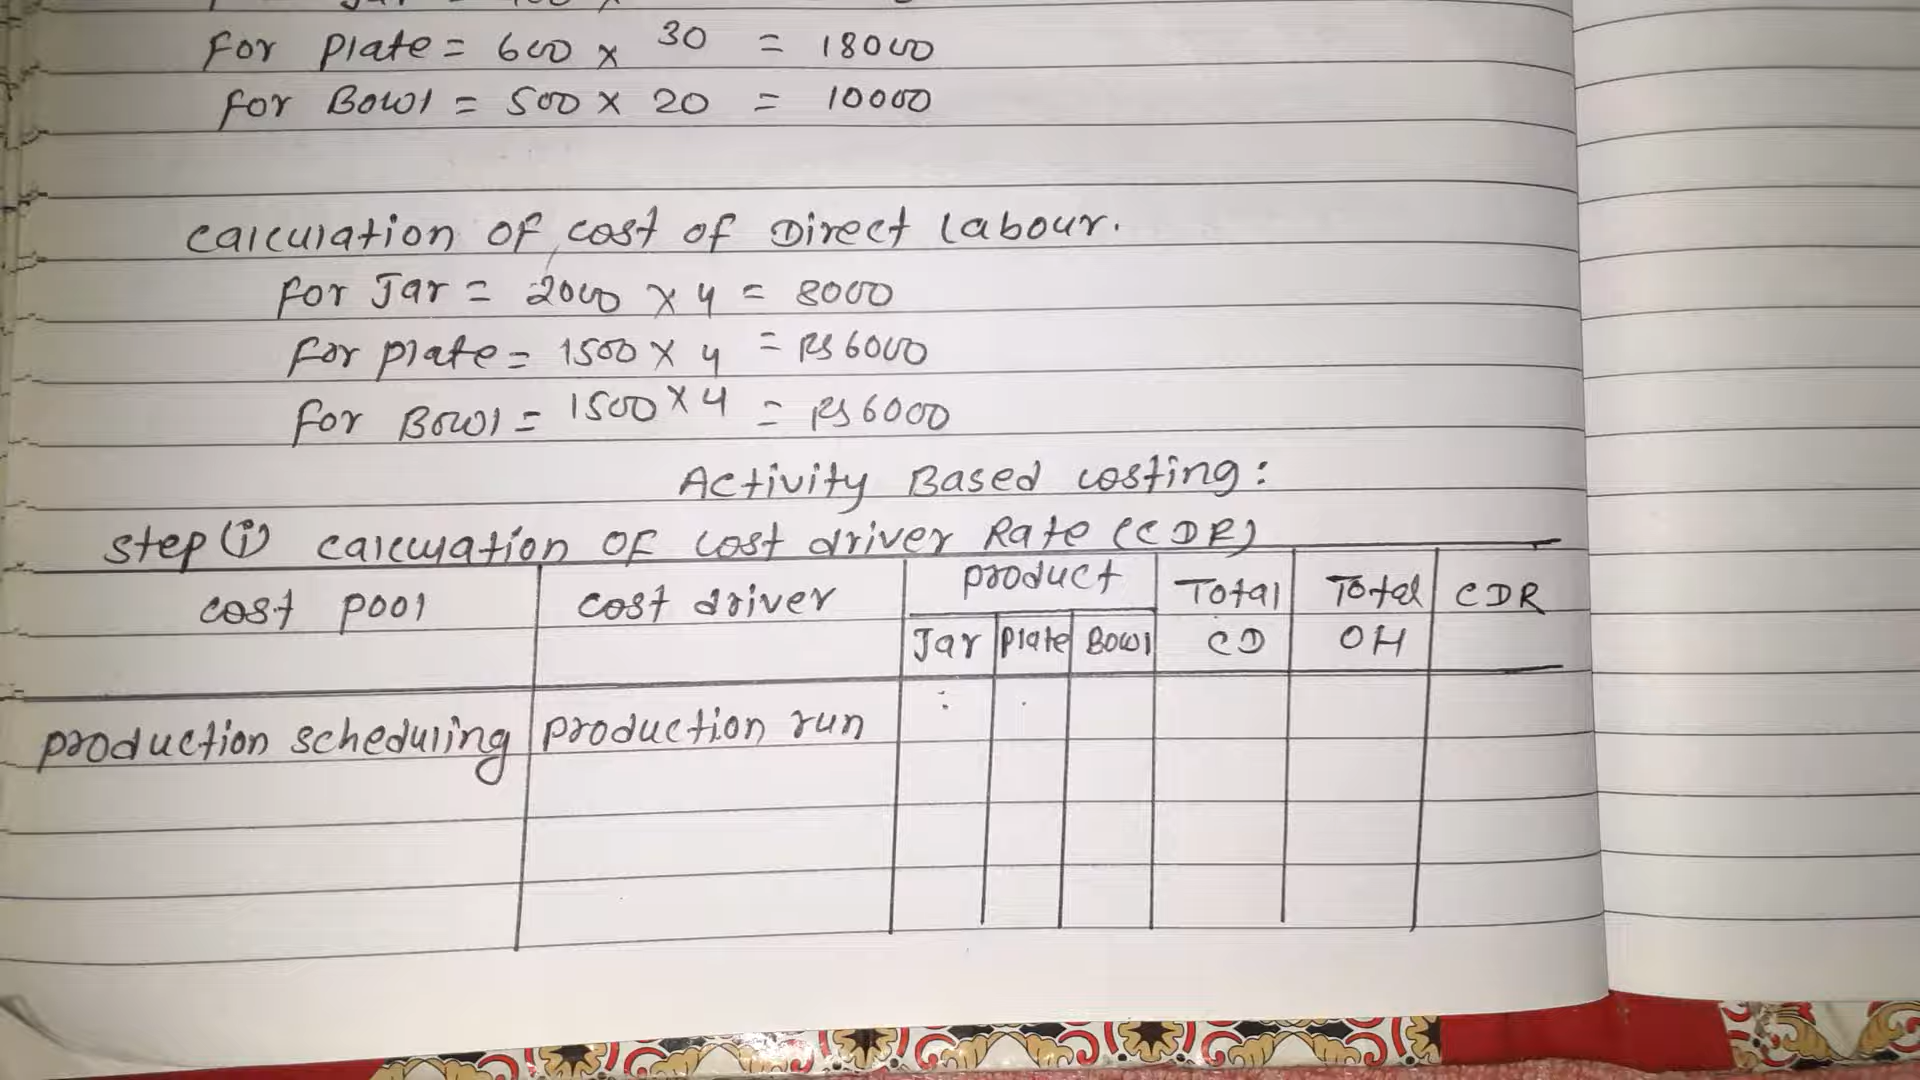 For Plate = 600 x 30 = 18000
For Bowl = 500 x 20 = 10000
calculation of cost of Direct labour.
For Jar = 2000 x 4 = 8000
For plate = 1500 x 4 = Rs 6000
For Bowl = 1500 x 4 = Rs 6000
Activity Based costing:
step (i) calculation of cost driver Rate (CDR)
cost pool cost driver product Total Total CDR
Jar Plate Bowl CD OH
production scheduling production run